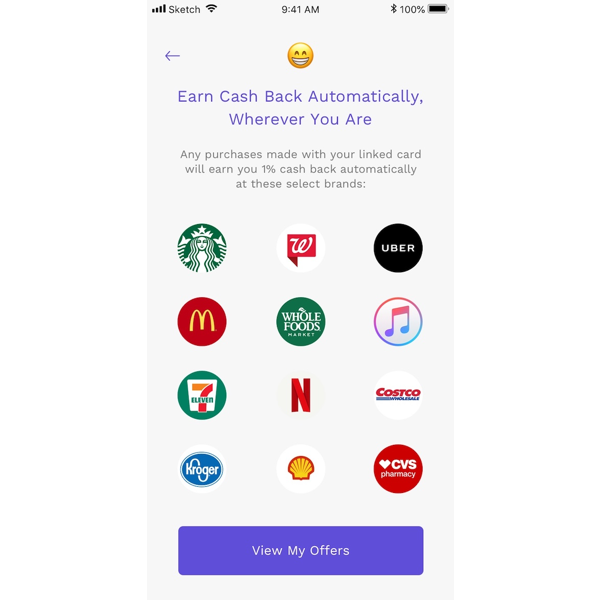 Sketch 9:41 AM 100%
Earn Cash Back Automatically,
Wherever You Are
Any purchases made with your linked card
will earn you 1% cash back automatically
at these select brands:
W UBER
M WHOLE
FOODS
MARKET
7
ELEVEN N COSTCO
WHOLESALE
Kroger CVS
pharmacy
View My Offers